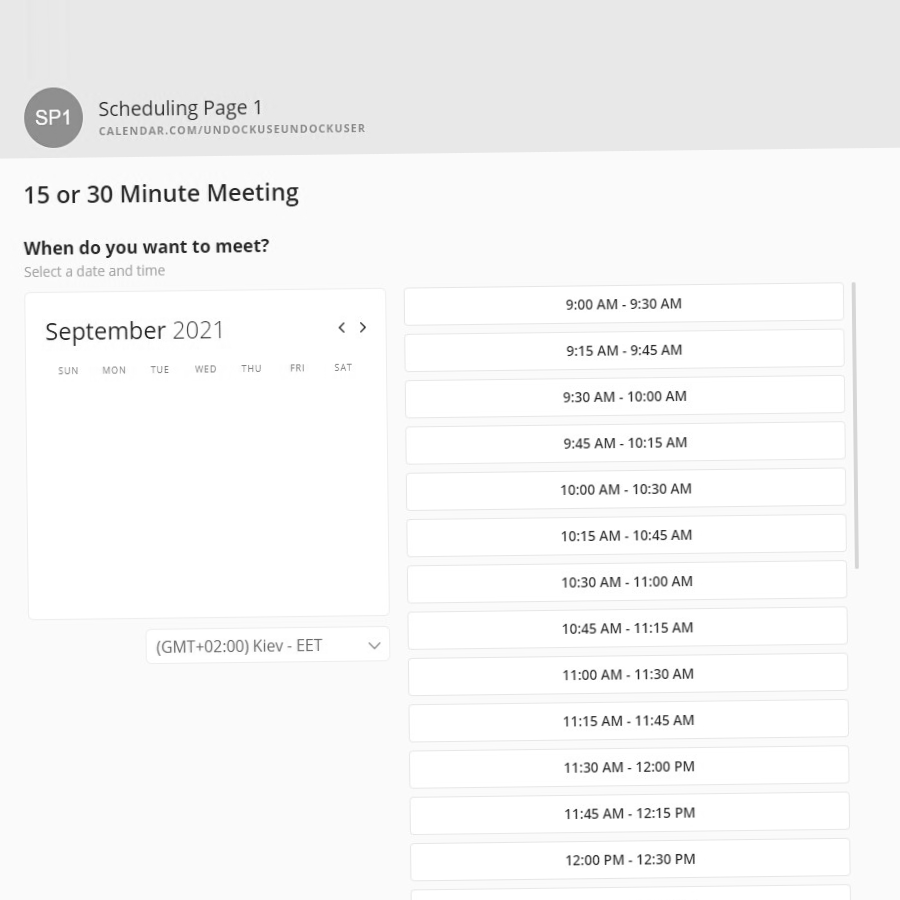 SP1
Scheduling Page 1
CALENDAR.COM/UNDOCKUSEUNDOCKUSER
15 or 30 Minute Meeting
When do you want to meet?
Select a date and time
September 2021
SUN MON TUE WED THU FRI SAT
(GMT+02:00) Kiev - EET
9:00 AM - 9:30 AM
9:15 AM - 9:45 AM
9:30 AM - 10:00 AM
9:45 AM - 10:15 AM
10:00 AM - 10:30 AM
10:15 AM - 10:45 AM
10:30 AM - 11:00 AM
10:45 AM - 11:15 AM
11:00 AM - 11:30 AM
11:15 AM - 11:45 AM
11:30 AM - 12:00 PM
11:45 AM - 12:15 PM
12:00 PM - 12:30 PM